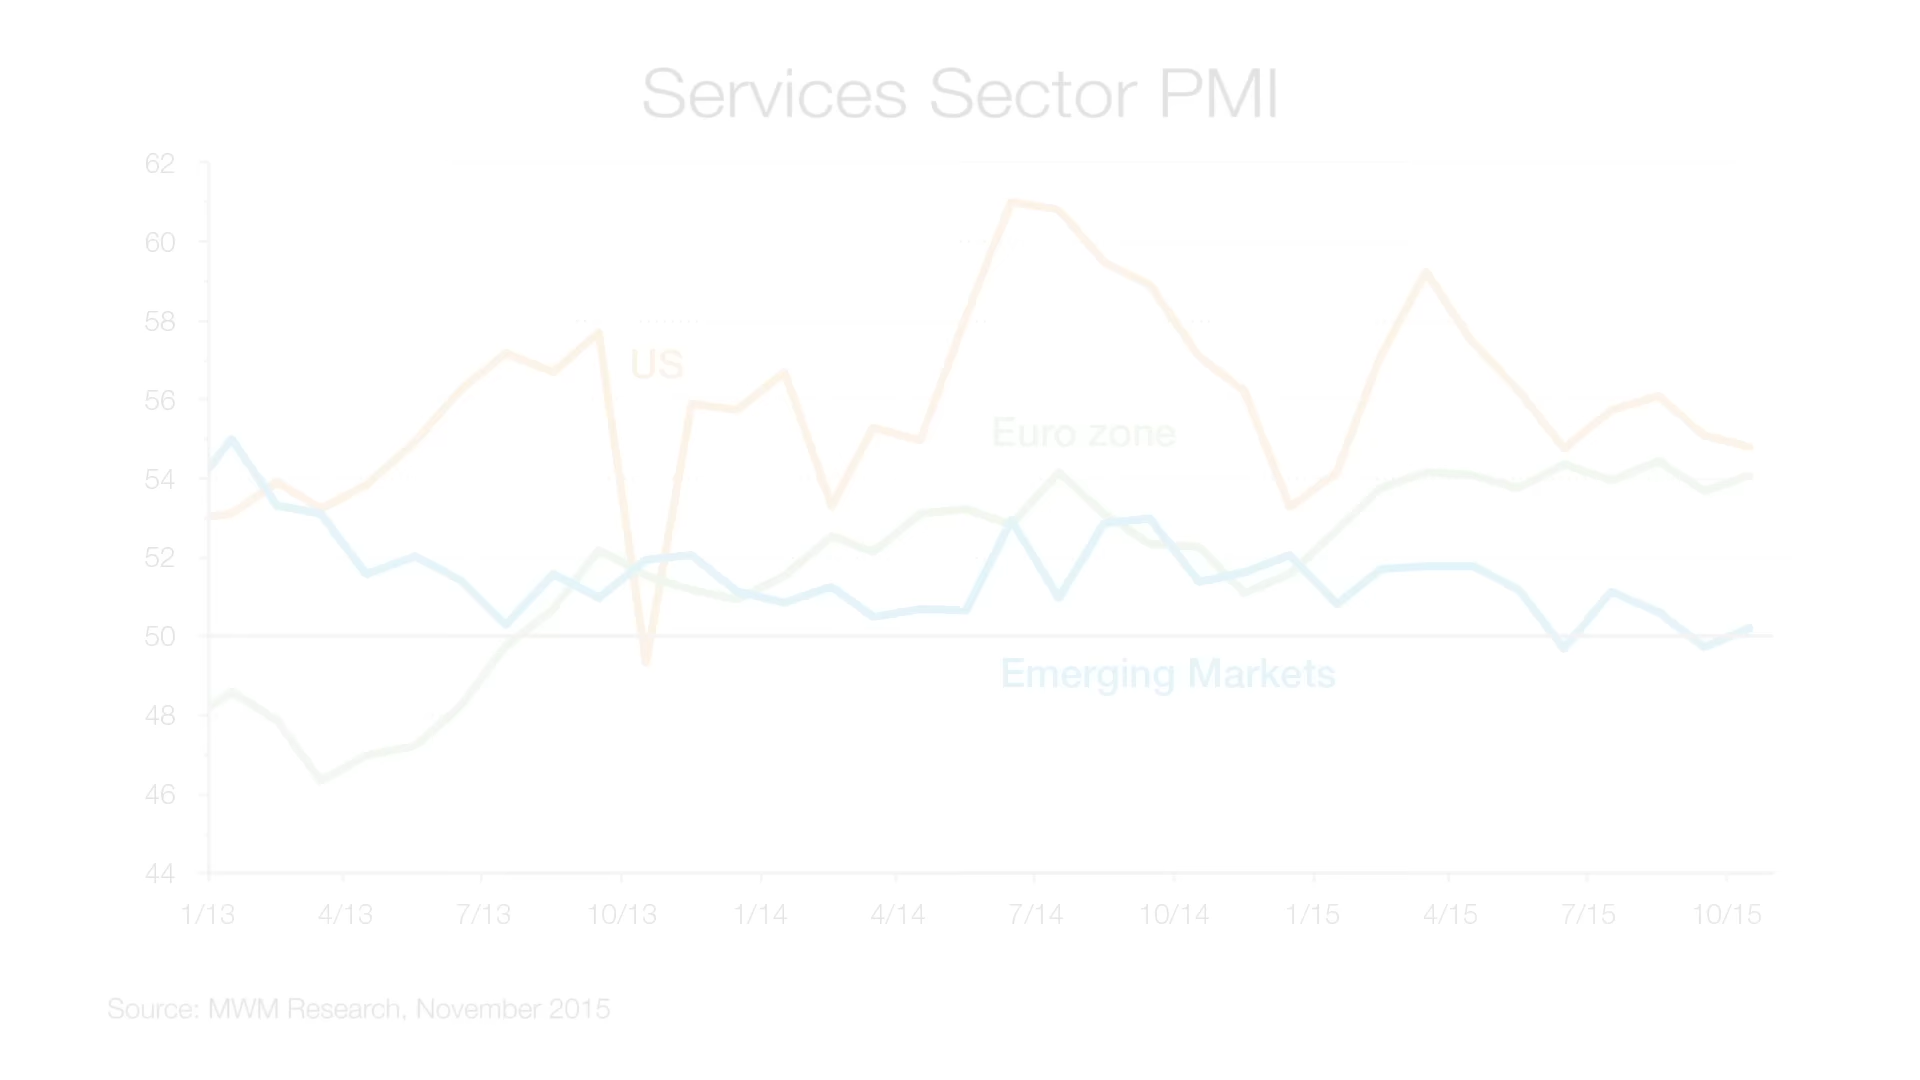 Services Sector PMI
62
60
58
US
56
Euro zone
54
52
50
Emerging Markets
48
46
44
1/13 4/13 7/13 10/13 1/14 4/14 7/14 10/14 1/15 4/15 7/15 10/15
Source: MWM Research, November 2015